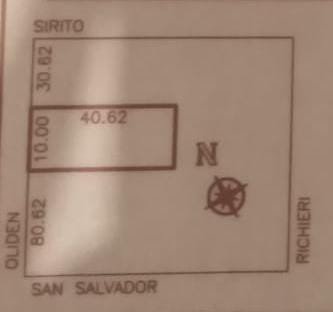 SIRITO
30.62
40.62
10.00
N
80.62
OLIDEN
RICHIERI
SAN SALVADOR